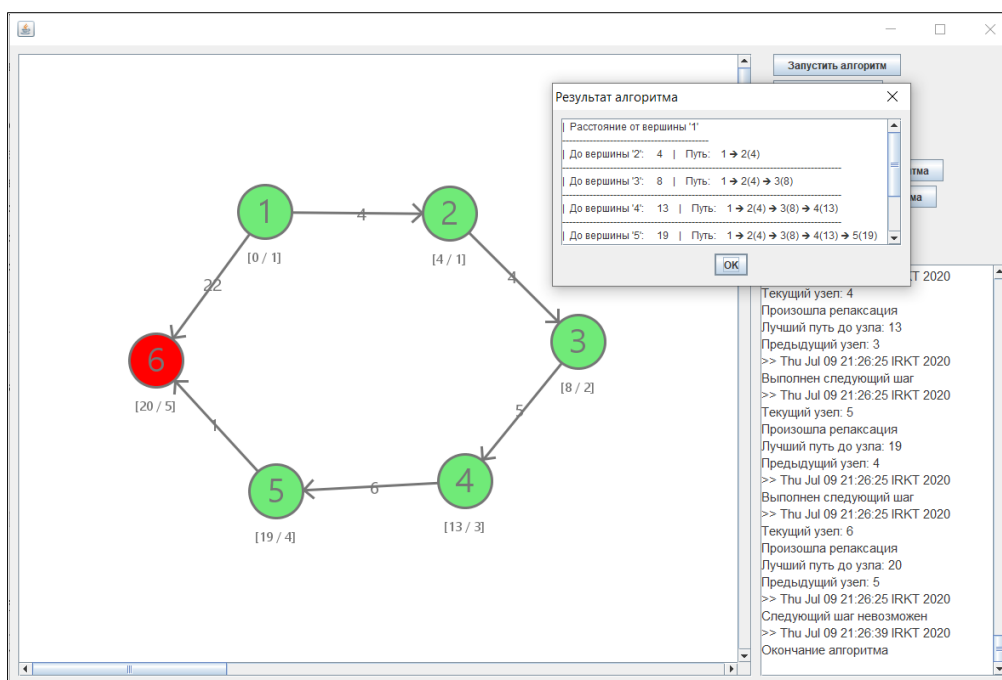 Запустить алгоритм
Результат алгоритма
| Расстояние от вершины '1'
| До вершины '2': 4 | Путь: 1 → 2(4)
| До вершины '3': 8 | Путь: 1 → 2(4) → 3(8)
| До вершины '4': 13 | Путь: 1 → 2(4) → 3(8) → 4(13)
| До вершины '5': 19 | Путь: 1 → 2(4) → 3(8) → 4(13) → 5(19)
OK
1
[0 / 1]
4
2
[4 / 1]
22
4
3
[8 / 2]
6
[20 / 5]
5
1
4
[13 / 3]
6
5
[19 / 4]
2020
Текущий узел: 4
Произошла релаксация
Лучший путь до узла: 13
Предыдущий узел: 3
>> Thu Jul 09 21:26:25 IRKT 2020
Выполнен следующий шаг
>> Thu Jul 09 21:26:25 IRKT 2020
Текущий узел: 5
Произошла релаксация
Лучший путь до узла: 19
Предыдущий узел: 4
>> Thu Jul 09 21:26:25 IRKT 2020
Выполнен следующий шаг
>> Thu Jul 09 21:26:25 IRKT 2020
Текущий узел: 6
Произошла релаксация
Лучший путь до узла: 20
Предыдущий узел: 5
>> Thu Jul 09 21:26:25 IRKT 2020
Следующий шаг невозможен
>> Thu Jul 09 21:26:39 IRKT 2020
Окончание алгоритма